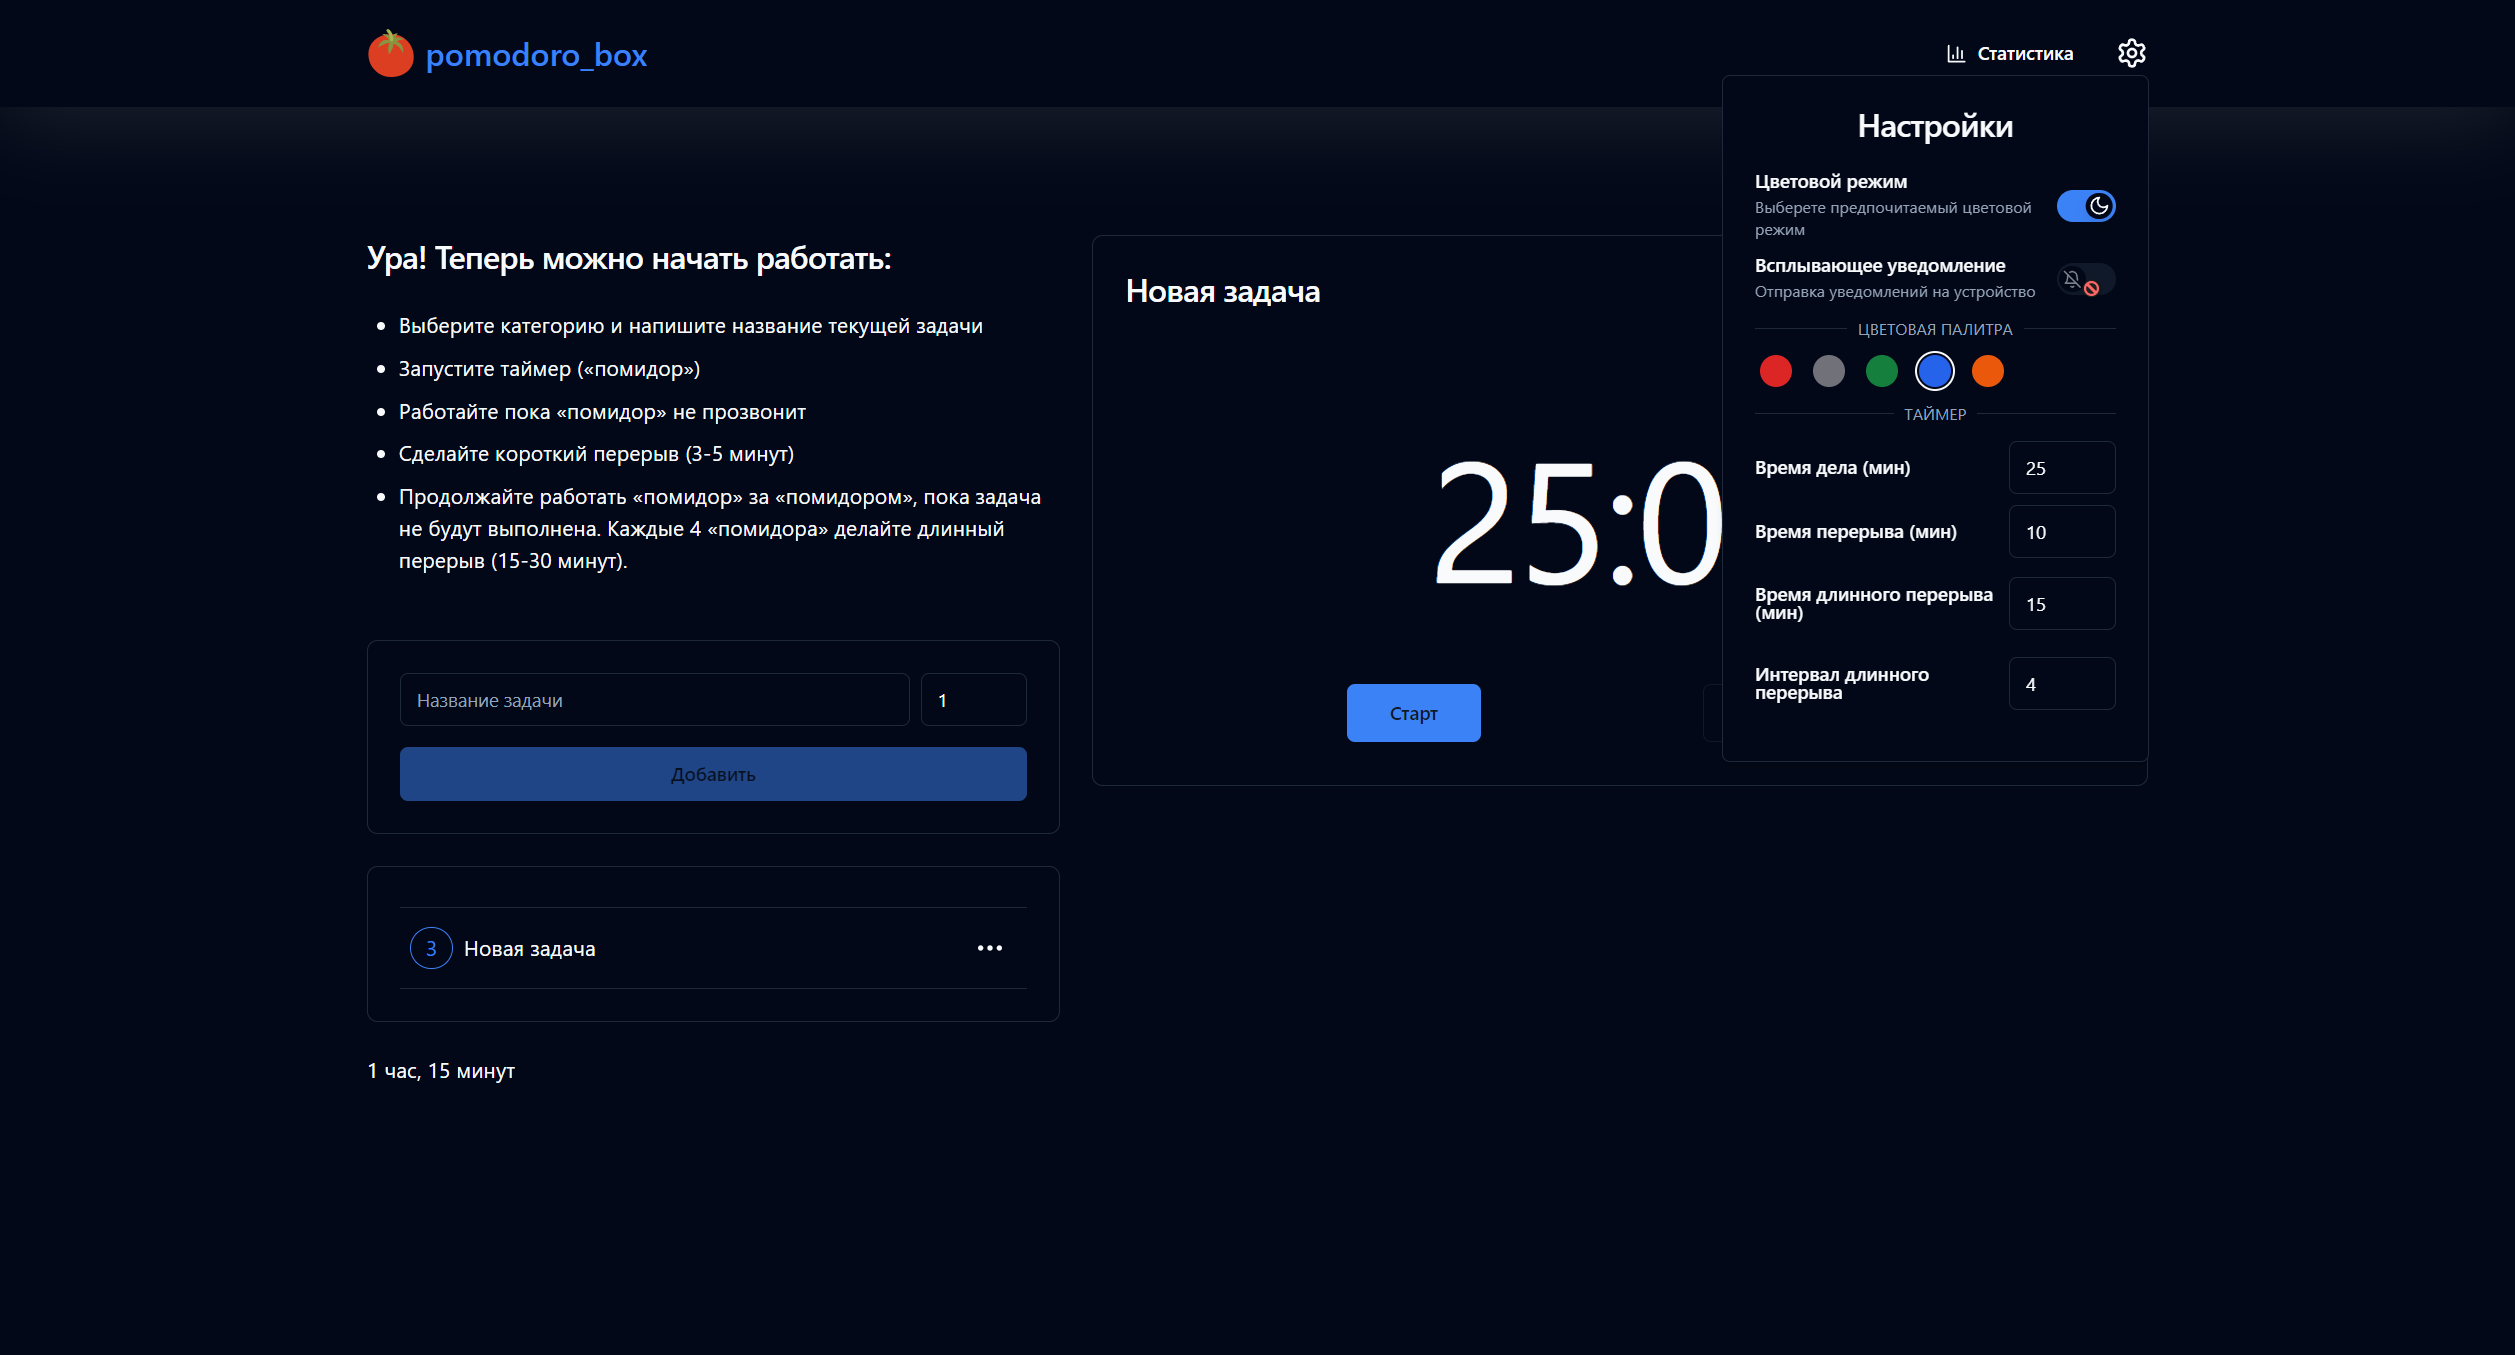 pomodoro_box
Статистика
Настройки
Цветовой режим
Выберете предпочитаемый цветовой
режим
Всплывающее уведомление
Отправка уведомлений на устройство
ЦВЕТОВАЯ ПАЛИТРА
ТАЙМЕР
Время дела (мин)
25
Время перерыва (мин)
10
Время длинного перерыва
(мин)
15
Интервал длинного
перерыва
4
Ура! Теперь можно начать работать:
Выберите категорию и напишите название текущей задачи
Запустите таймер («помидор»)
Работайте пока «помидор» не прозвонит
Сделайте короткий перерыв (3-5 минут)
Продолжайте работать «помидор» за «помидором», пока задача
не будут выполнена. Каждые 4 «помидора» делайте длинный
перерыв (15-30 минут).
Название задачи
1
Добавить
3 Новая задача
1 час, 15 минут
Новая задача
25:0
Старт